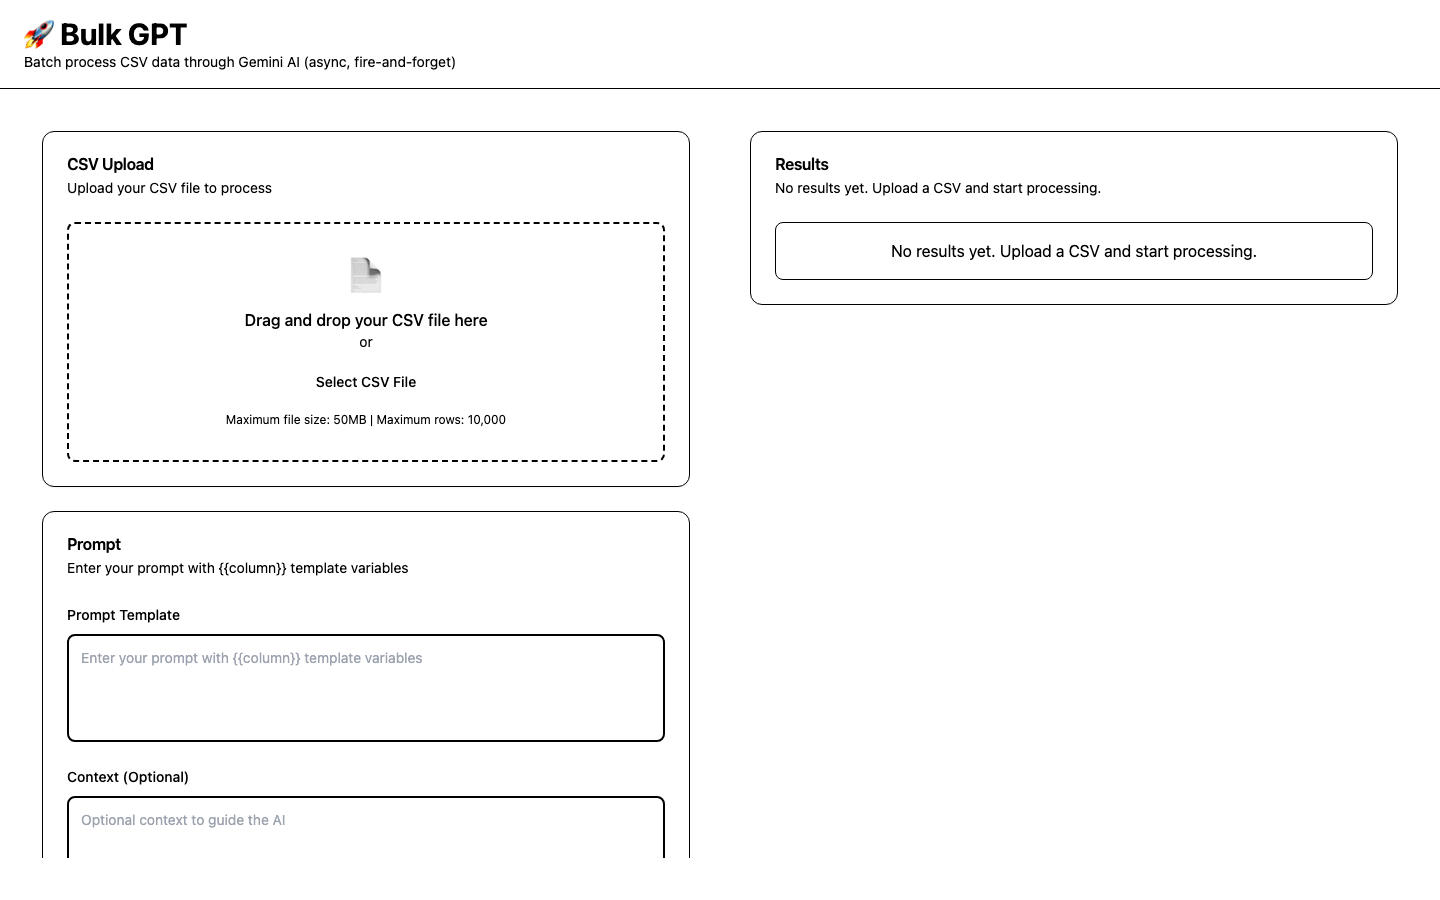 🚀 Bulk GPT
Batch process CSV data through Gemini AI (async, fire-and-forget)
CSV Upload
Upload your CSV file to process
Drag and drop your CSV file here
or
Select CSV File
Maximum file size: 50MB | Maximum rows: 10,000
Prompt
Enter your prompt with {{column}} template variables
Prompt Template
Enter your prompt with {{column}} template variables
Context (Optional)
Optional context to guide the AI
Results
No results yet. Upload a CSV and start processing.
No results yet. Upload a CSV and start processing.